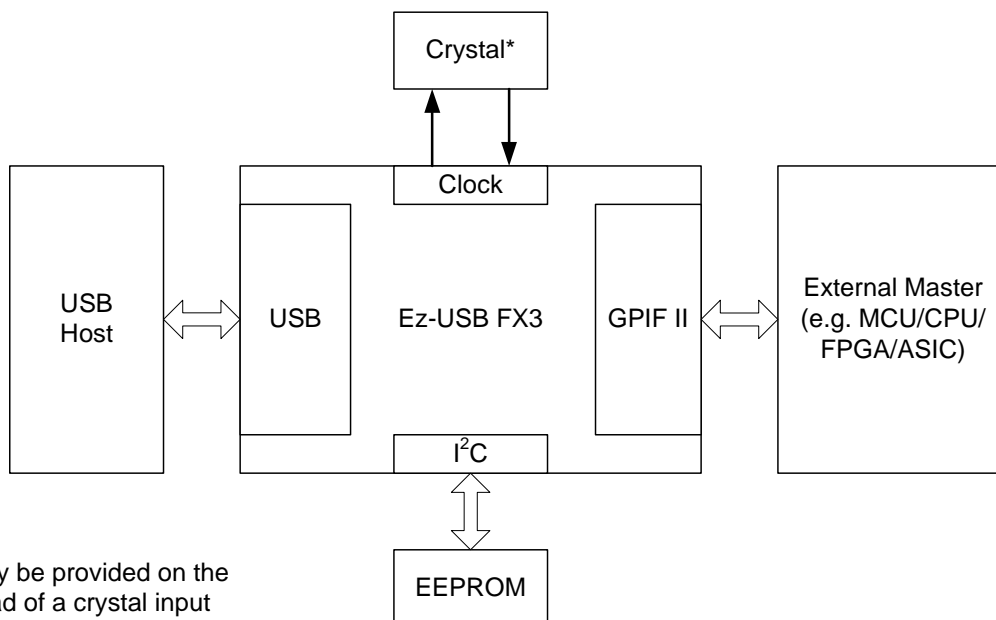 Crystal*
Clock
USB
Host
USB
Ez-USB FX3
GPIF II
External Master
(e.g. MCU/CPU/
FPGA/ASIC)
I²C
EEPROM
be provided on the
of a crystal input